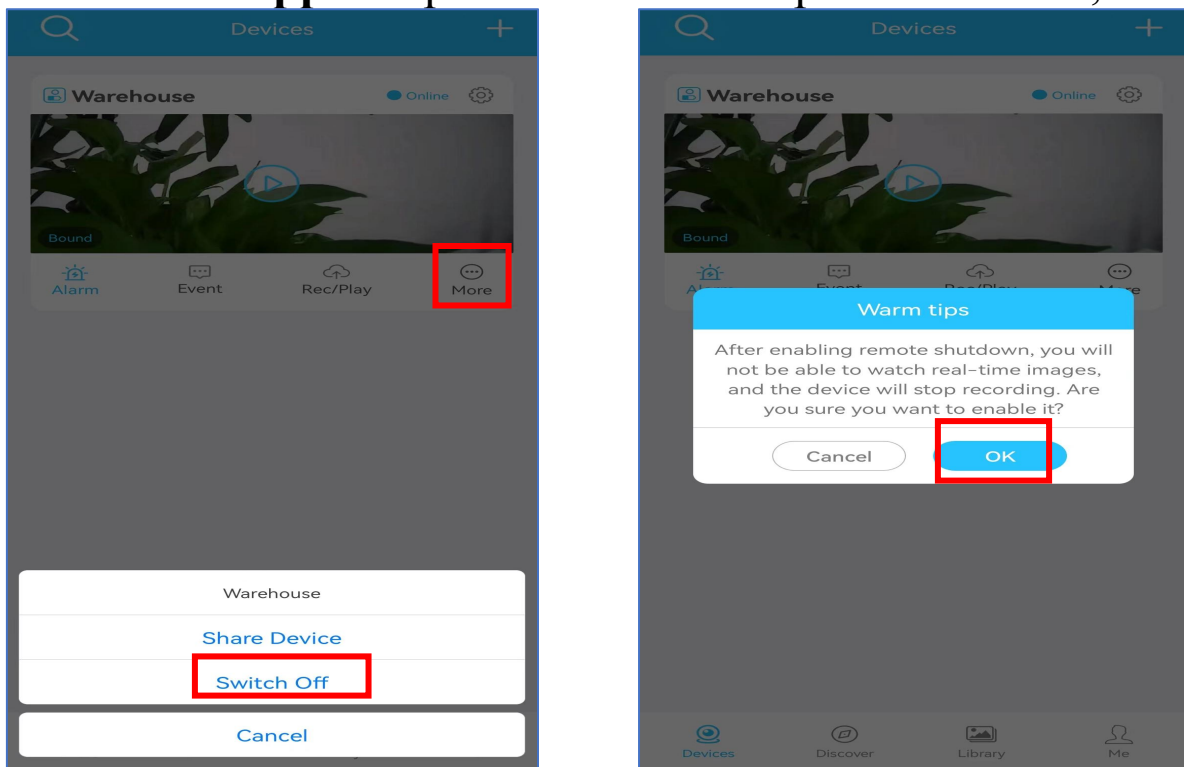 Devices
Warehouse
Online
Bound
Alarm
Event
Rec/Play
More
Warehouse
Share Device
Switch Off
Cancel
Devices
Warehouse
Online
Bound
Warm tips
After enabling remote shutdown, you will
not be able to watch real-time images,
and the device will stop recording. Are
you sure you want to enable it?
Cancel
OK
Devices
Discover
Library
Me